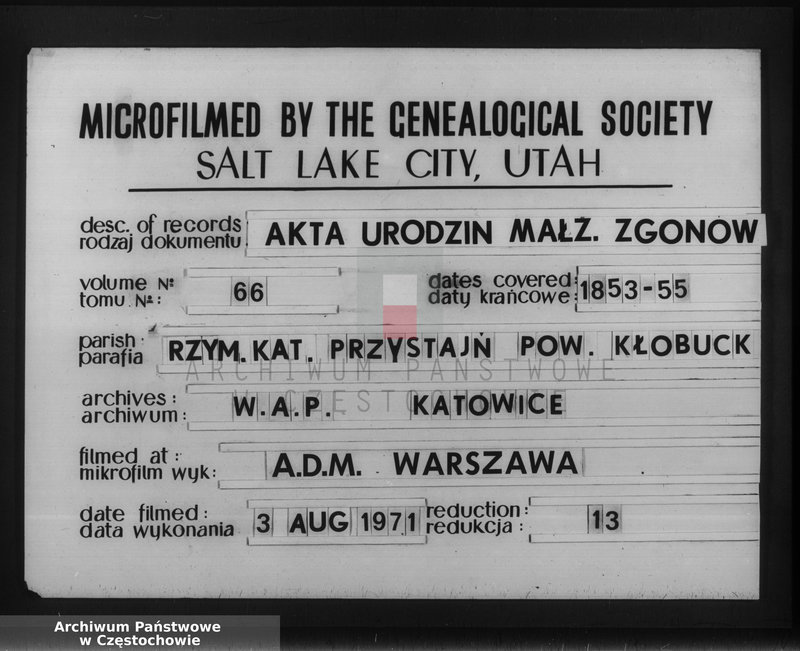 MICROFILMED BY THE GENEALOGICAL SOCIETY
SALT LAKE CITY, UTAH
desc. of records
rodzaj dokumentu: AKTA URODZIN MAŁŻ. ZGONÓW
volume Nº
tomu Nº: 66
dates covered:
daty krańcowe: 1853-55
parish:
parafia RZYM. KAT. PRZYSTAJŃ POW. KŁOBUCK
archives:
archiwum: W.A.P. KATOWICE
filmed at:
mikrofilm wyk: A.D.M. WARSZAWA
date filmed:
data wykonania 3 AUG 1971
reduction:
redukcja: 13
ARCHIWUM PAŃSTWOWE
W CZĘSTOCHOWIE
Archiwum Państwowe
w Częstochowie